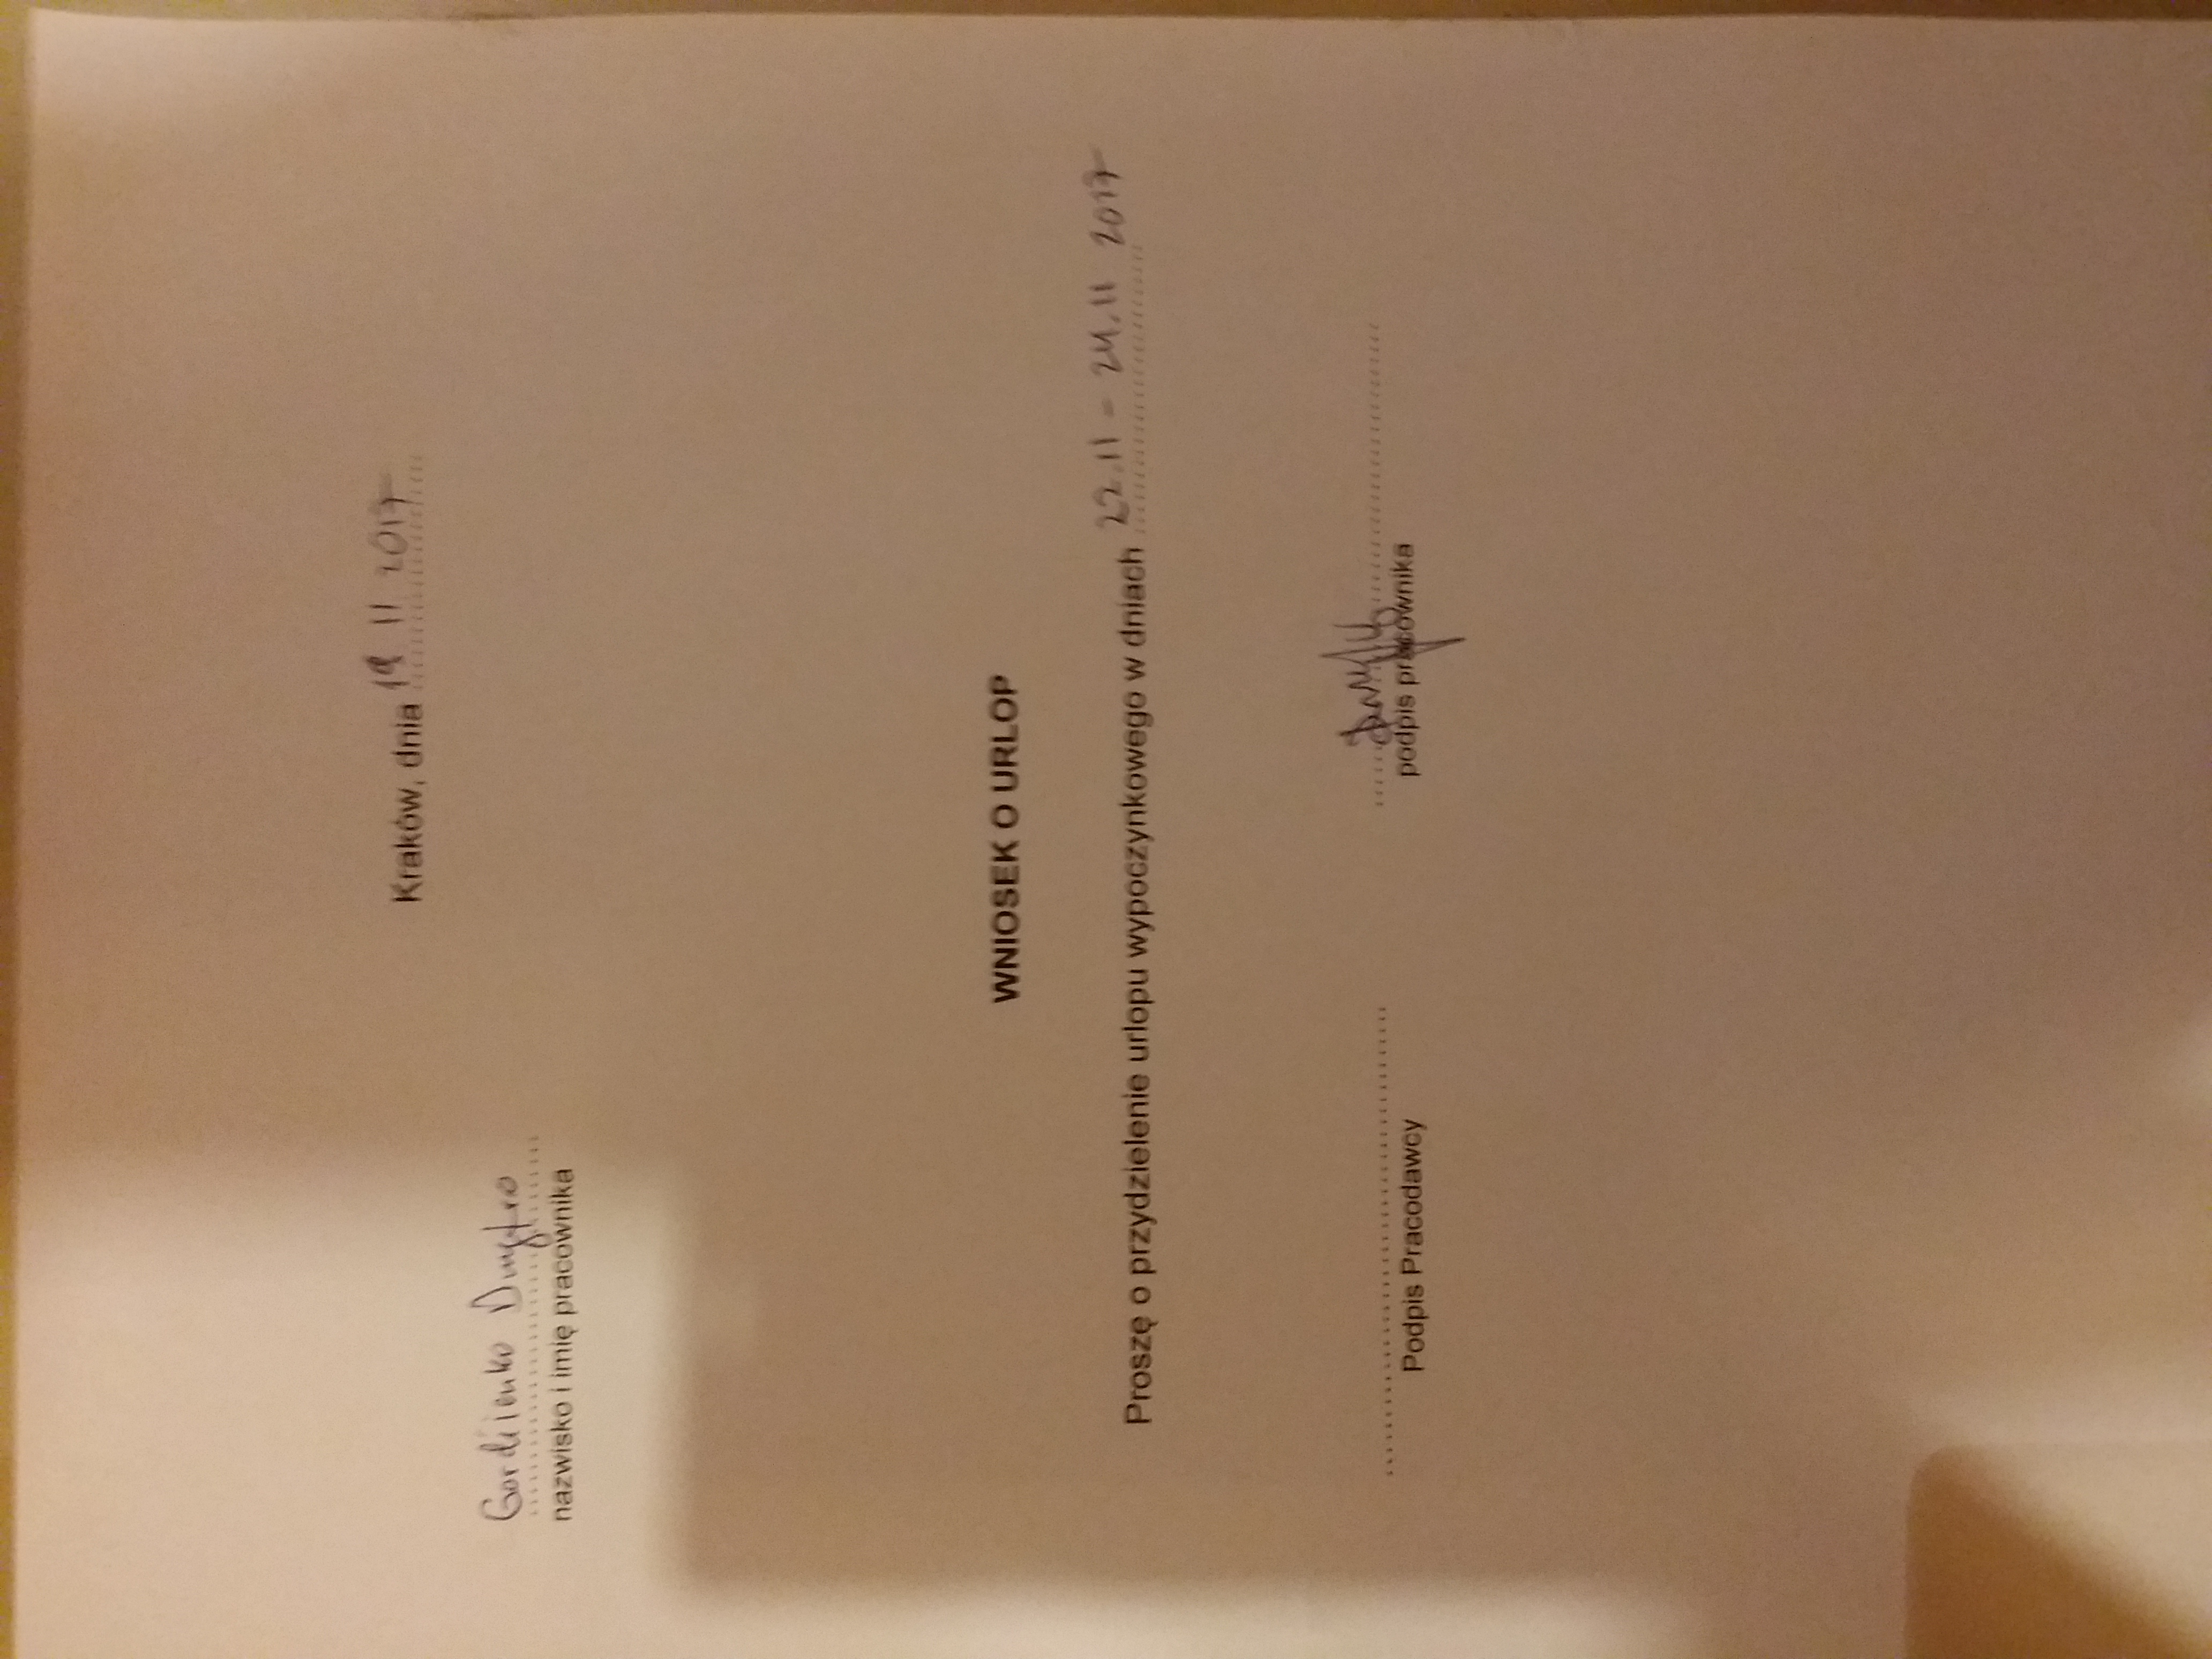 Kraków, dnia 19 11 2017
Gordiienko Dmytro
nazwisko i imię pracownika
WNIOSEK O URLOP
Proszę o przydzielenie urlopu wypoczynkowego w dniach 22.11 - 24.11 2017
Podpis Pracodawcy podpis pracownika